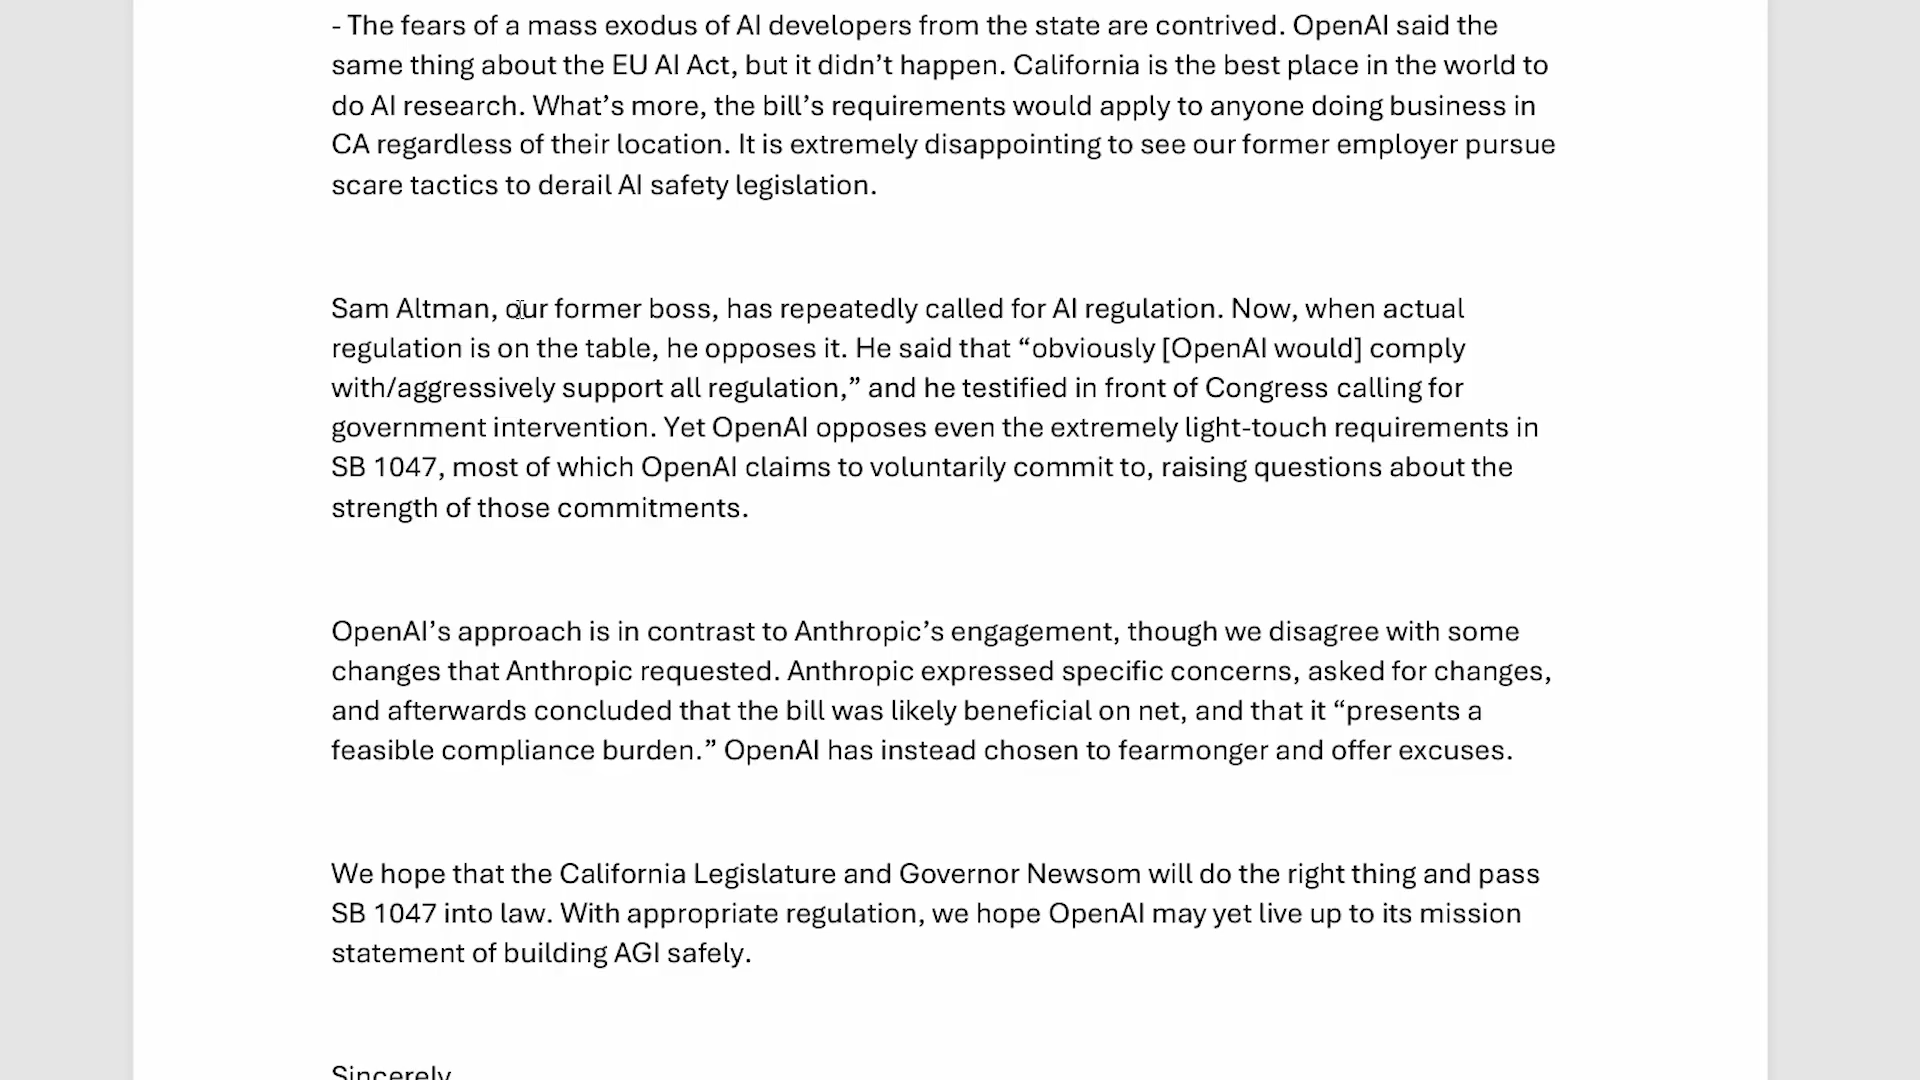 - The fears of a mass exodus of AI developers from the state are contrived. OpenAI said the
same thing about the EU AI Act, but it didn’t happen. California is the best place in the world to
do AI research. What’s more, the bill’s requirements would apply to anyone doing business in
CA regardless of their location. It is extremely disappointing to see our former employer pursue
scare tactics to derail AI safety legislation.
Sam Altman, our former boss, has repeatedly called for AI regulation. Now, when actual
regulation is on the table, he opposes it. He said that “obviously [OpenAI would] comply
with/aggressively support all regulation,” and he testified in front of Congress calling for
government intervention. Yet OpenAI opposes even the extremely light-touch requirements in
SB 1047, most of which OpenAI claims to voluntarily commit to, raising questions about the
strength of those commitments.
OpenAI’s approach is in contrast to Anthropic’s engagement, though we disagree with some
changes that Anthropic requested. Anthropic expressed specific concerns, asked for changes,
and afterwards concluded that the bill was likely beneficial on net, and that it “presents a
feasible compliance burden.” OpenAI has instead chosen to fearmonger and offer excuses.
We hope that the California Legislature and Governor Newsom will do the right thing and pass
SB 1047 into law. With appropriate regulation, we hope OpenAI may yet live up to its mission
statement of building AGI safely.
Sincerely